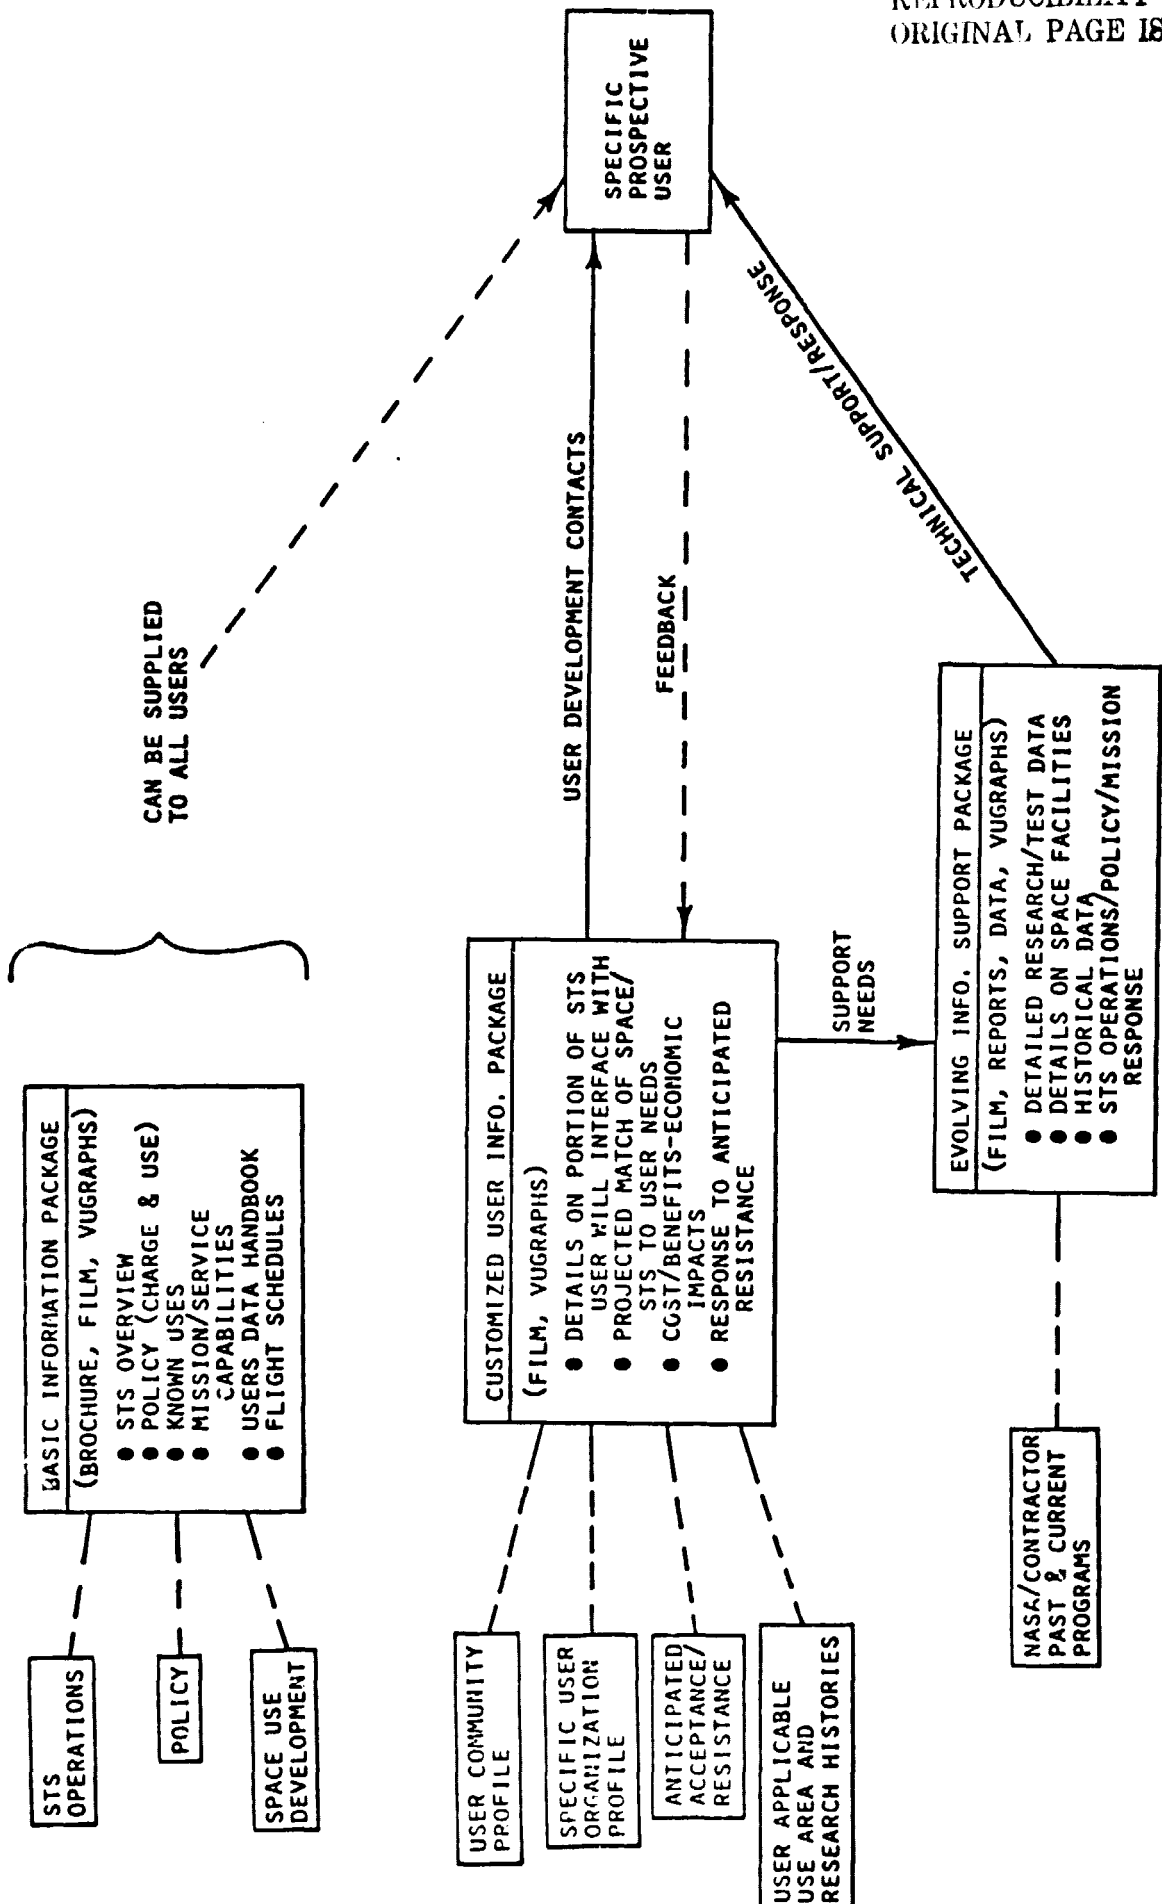 REPRODUCIBILITY
ORIGINAL PAGE IS
STS
OPERATIONS
POLICY
SPACE USE
DEVELOPMENT
BASIC INFORMATION PACKAGE
(BROCHURE, FILM, VUGRAPHS)
● STS OVERVIEW
● POLICY (CHARGE & USE)
● KNOWN USES
● MISSION/SERVICE
CAPABILITIES
● USERS DATA HANDBOOK
● FLIGHT SCHEDULES
CAN BE SUPPLIED
TO ALL USERS
USER COMMUNITY
PROFILE
SPECIFIC USER
ORGANIZATION
PROFILE
ANTICIPATED
ACCEPTANCE/
RESISTANCE
USER APPLICABLE
USE AREA AND
RESEARCH HISTORIES
CUSTOMIZED USER INFO. PACKAGE
(FILM, VUGRAPHS)
● DETAILS ON PORTION OF STS
USER WILL INTERFACE WITH
● PROJECTED MATCH OF SPACE/
STS TO USER NEEDS
● COST/BENEFITS-ECONOMIC
IMPACTS
● RESPONSE TO ANTICIPATED
RESISTANCE
USER DEVELOPMENT CONTACTS
FEEDBACK
SPECIFIC
PROSPECTIVE
USER
SUPPORT
NEEDS
TECHNICAL SUPPORT/RESPONSE
NASA/CONTRACTOR
PAST & CURRENT
PROGRAMS
EVOLVING INFO. SUPPORT PACKAGE
(FILM, REPORTS, DATA, VUGRAPHS)
● DETAILED RESEARCH/TEST DATA
● DETAILS ON SPACE FACILITIES
● HISTORICAL DATA
● STS OPERATIONS/POLICY/MISSION
RESPONSE